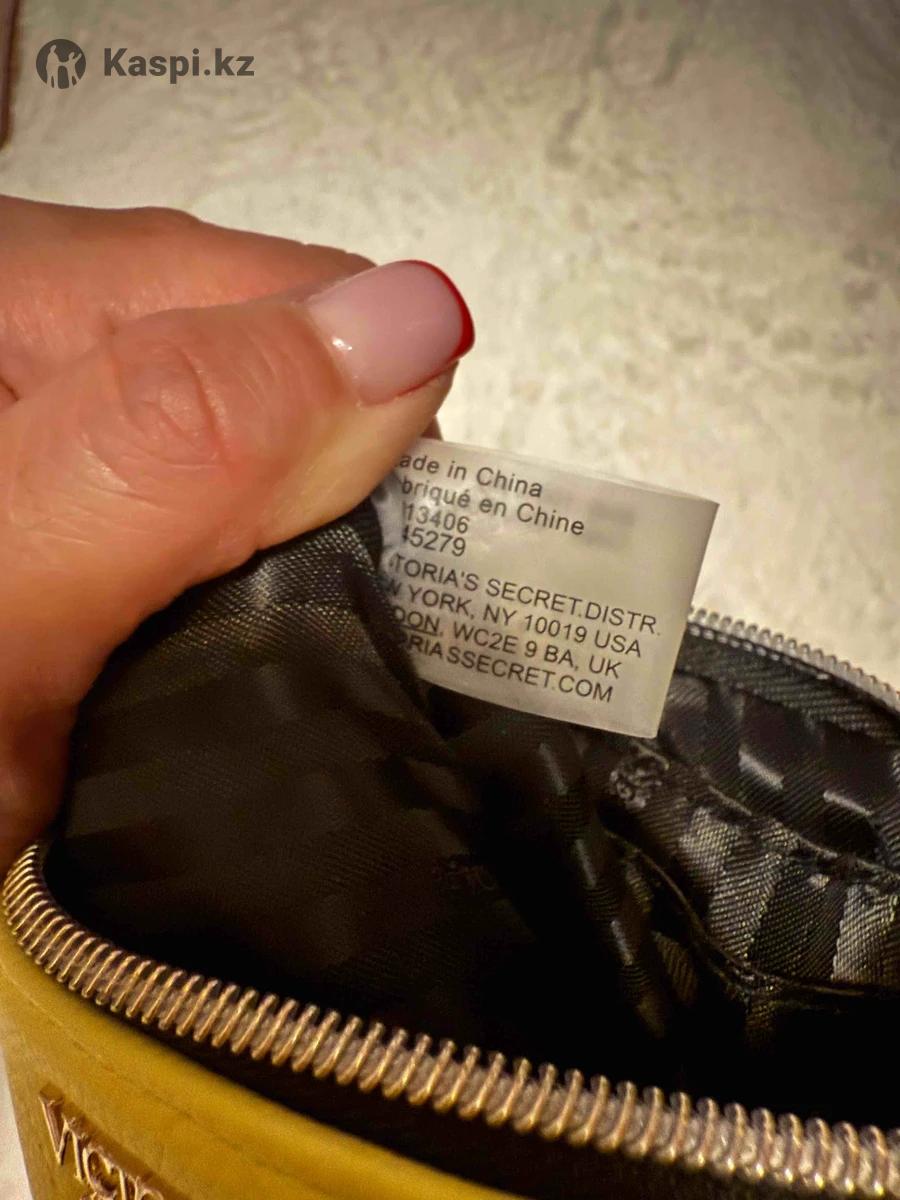 Kaspi.kz
ade in China
briqué en Chine
13406
45279
TORIA'S SECRET.DISTR.
YORK, NY 10019 USA
DON, WC2E 9 BA, UK
RIASSECRET.COM